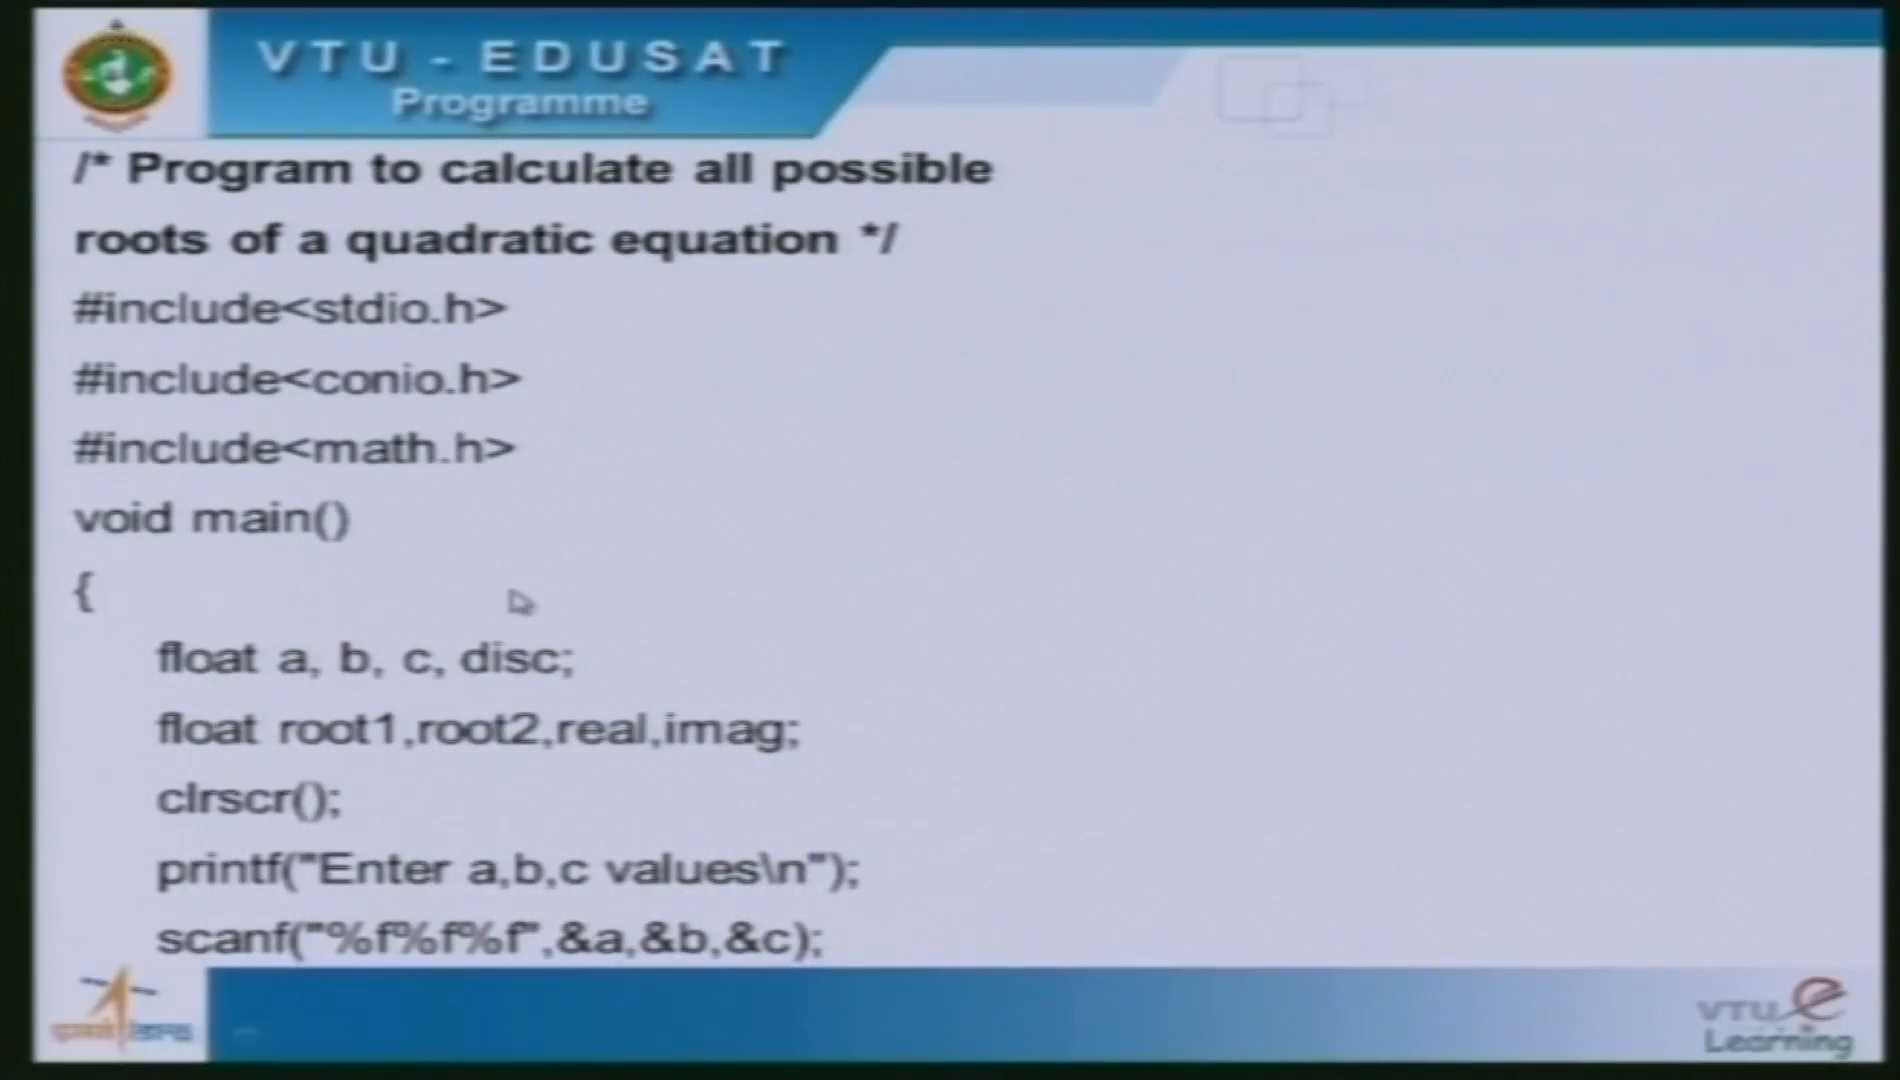 VTU - EDUSAT
Programme
/* Program to calculate all possible
roots of a quadratic equation */
#include<stdio.h>
#include<conio.h>
#include<math.h>
void main()
{
float a, b, c, disc;
float root1,root2,real,imag;
clrscr();
printf("Enter a,b,c values\n");
scanf("%f%f%f",&a,&b,&c);
VTU e
Learning